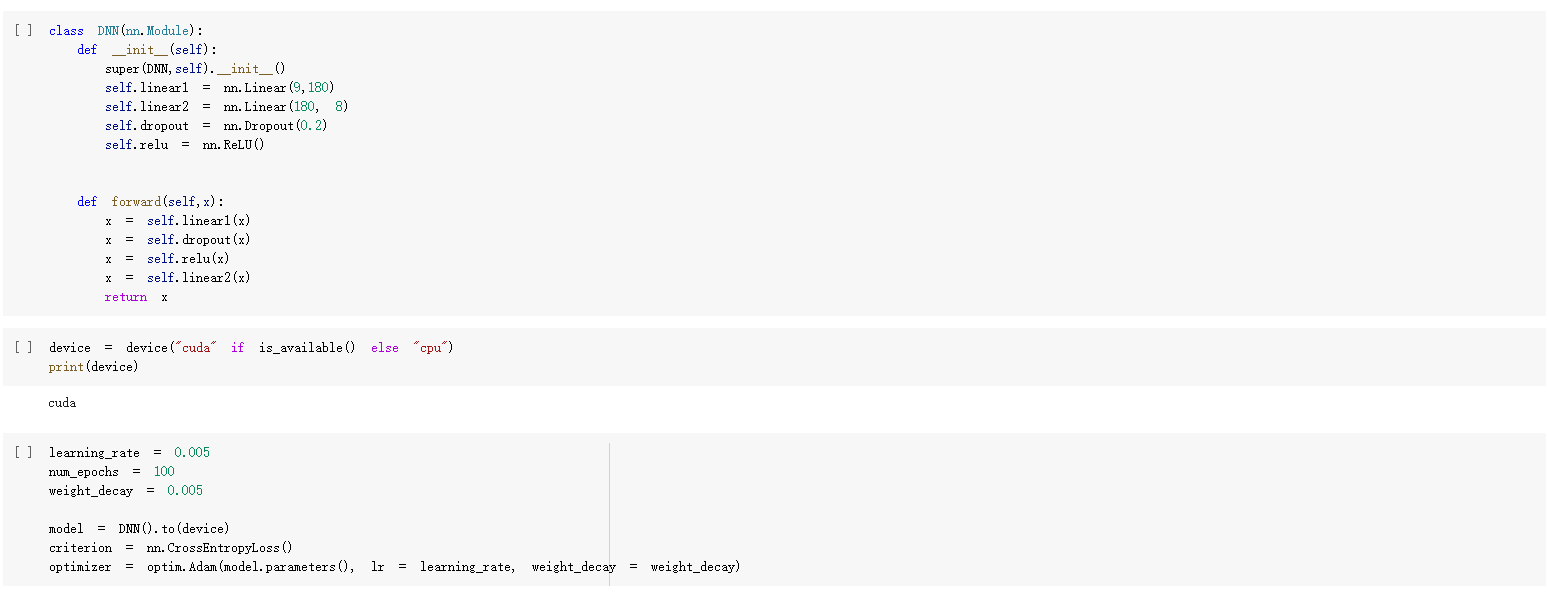 [ ] class DNN(nn.Module):
def __init__(self):
super(DNN,self).__init__()
self.linear1 = nn.Linear(9,180)
self.linear2 = nn.Linear(180, 8)
self.dropout = nn.Dropout(0.2)
self.relu = nn.ReLU()
def forward(self,x):
x = self.linear1(x)
x = self.dropout(x)
x = self.relu(x)
x = self.linear2(x)
return x
[ ] device = device("cuda" if is_available() else "cpu")
print(device)
cuda
[ ] learning_rate = 0.005
num_epochs = 100
weight_decay = 0.005
model = DNN().to(device)
criterion = nn.CrossEntropyLoss()
optimizer = optim.Adam(model.parameters(), lr = learning_rate, weight_decay = weight_decay)